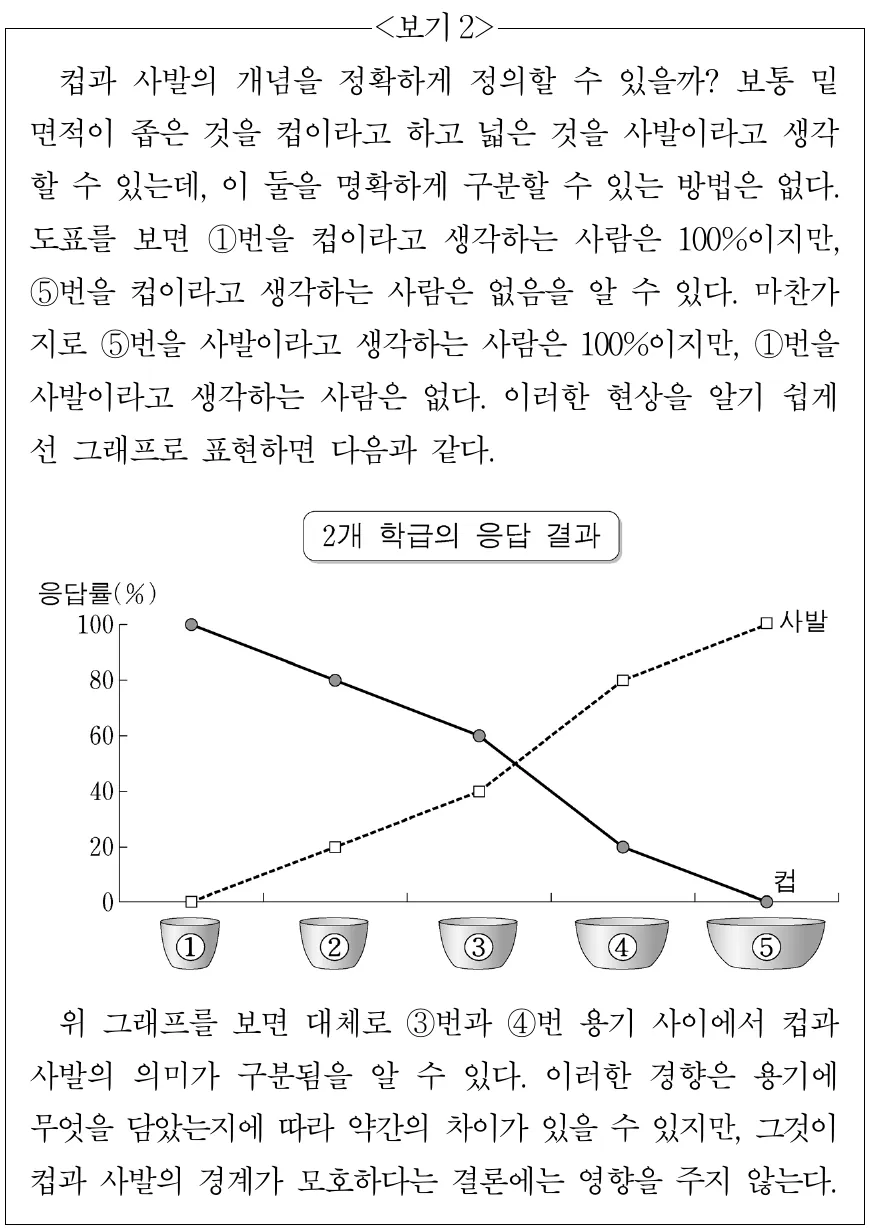 <보기 2>
컵과 사발의 개념을 정확하게 정의할 수 있을까? 보통 밑
면적이 좁은 것을 컵이라고 하고 넓은 것을 사발이라고 생각
할 수 있는데, 이 둘을 명확하게 구분할 수 있는 방법은 없다.
도표를 보면 ①번을 컵이라고 생각하는 사람은 100%이지만,
⑤번을 컵이라고 생각하는 사람은 없음을 알 수 있다. 마찬가
지로 ⑤번을 사발이라고 생각하는 사람은 100%이지만, ①번을
사발이라고 생각하는 사람은 없다. 이러한 현상을 알기 쉽게
선 그래프로 표현하면 다음과 같다.
2개 학급의 응답 결과
응답률(%)
100
80
60
40
20
0
사발
컵
① ② ③ ④ ⑤
위 그래프를 보면 대체로 ③번과 ④번 용기 사이에서 컵과
사발의 의미가 구분됨을 알 수 있다. 이러한 경향은 용기에
무엇을 담았는지에 따라 약간의 차이가 있을 수 있지만, 그것이
컵과 사발의 경계가 모호하다는 결론에는 영향을 주지 않는다.